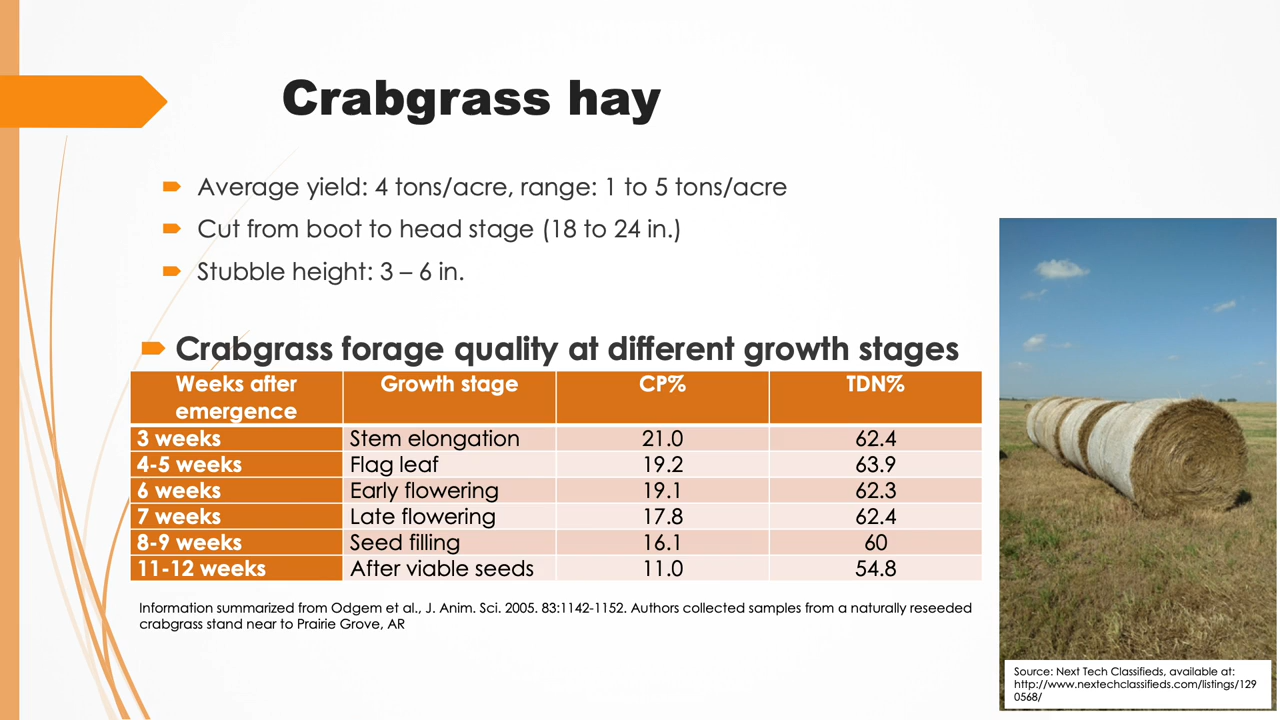 Crabgrass hay
Average yield: 4 tons/acre, range: 1 to 5 tons/acre
Cut from boot to head stage (18 to 24 in.)
Stubble height: 3 – 6 in.
Crabgrass forage quality at different growth stages
Weeks after emergence Growth stage CP% TDN%
3 weeks Stem elongation 21.0 62.4
4-5 weeks Flag leaf 19.2 63.9
6 weeks Early flowering 19.1 62.3
7 weeks Late flowering 17.8 62.4
8-9 weeks Seed filling 16.1 60
11-12 weeks After viable seeds 11.0 54.8
Information summarized from Odgem et al., J. Anim. Sci. 2005. 83:1142-1152. Authors collected samples from a naturally reseeded
crabgrass stand near to Prairie Grove, AR
Source: Next Tech Classifieds, available at:
http://www.nextechclassifieds.com/listings/129
0568/